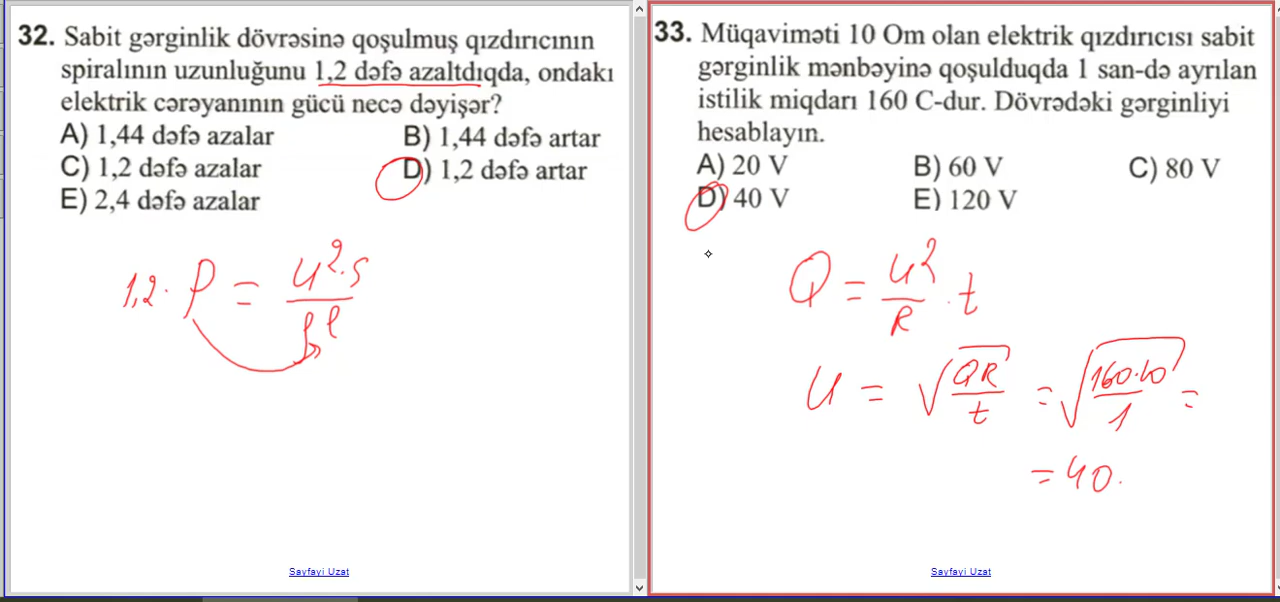 32. Sabit gərginlik dövrəsinə qoşulmuş qızdırıcının
spiralının uzunluğunu 1,2 dəfə azaltdıqda, ondakı
elektrik cərəyanının gücü necə dəyişər?
A) 1,44 dəfə azalar B) 1,44 dəfə artar
C) 1,2 dəfə azalar D) 1,2 dəfə artar
E) 2,4 dəfə azalar
1,2 · P = u² · s / ρl
Sayfayi Uzat
33. Müqaviməti 10 Om olan elektrik qızdırıcısı sabit
gərginlik mənbəyinə qoşulduqda 1 san-də ayrılan
istilik miqdarı 160 C-dur. Dövrədəki gərginliyi
hesablayın.
A) 20 V B) 60 V C) 80 V
D) 40 V E) 120 V
Q = u² / R · t
u = √(QR / t) = √(160·10 / 1) =
= 40.
Sayfayi Uzat